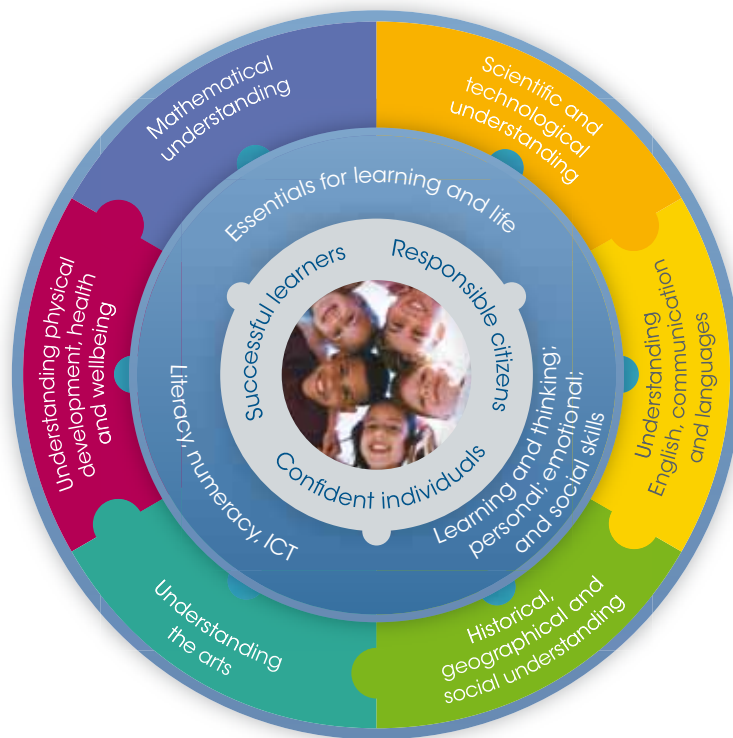 Mathematical
understanding
Scientific and
technological
understanding
Understanding
English, communication
and languages
Historical,
geographical and
social understanding
Understanding
the arts
Understanding physical
development, health
and wellbeing
Essentials for learning and life
Literacy, numeracy, ICT
Learning and thinking;
personal; emotional;
and social skills
Successful learners
Responsible citizens
Confident individuals